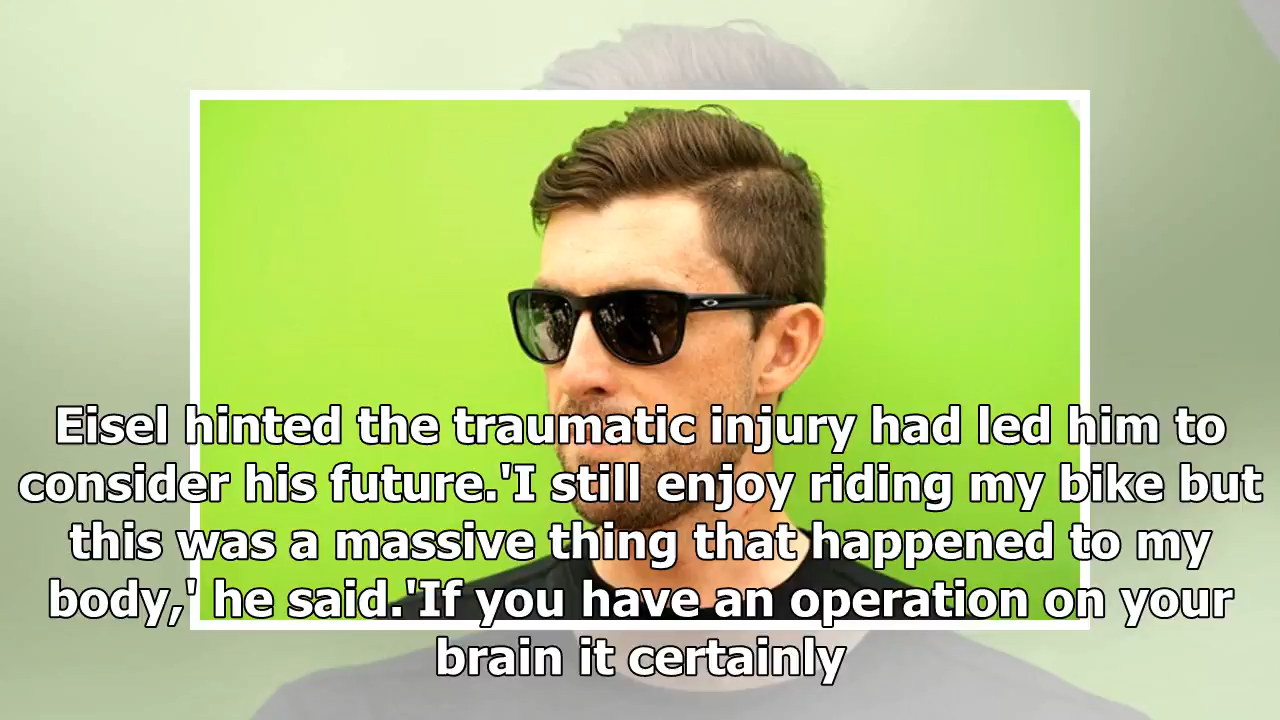 Eisel hinted the traumatic injury had led him to
consider his future.'I still enjoy riding my bike but
this was a massive thing that happened to my
body,' he said.'If you have an operation on your
brain it certainly